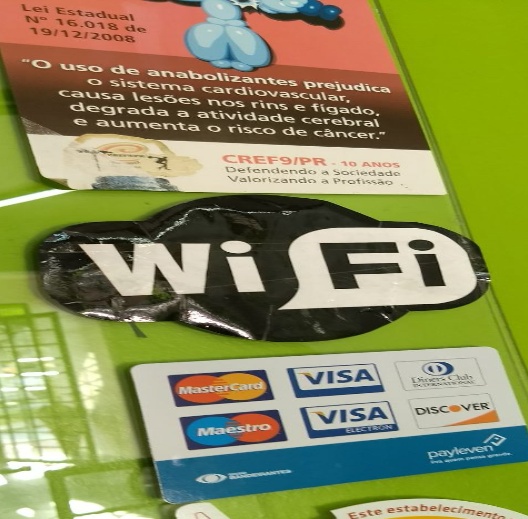 Lei Estadual
Nº 16.018 de
19/12/2008
"O uso de anabolizantes prejudica
o sistema cardiovascular,
causa lesões nos rins e fígado,
degrada a atividade cerebral
e aumenta o risco de câncer."
CREF9/PR - 10 ANOS
Defendendo a Sociedade
Valorizando a Profissão
WiFi
MasterCard VISA Diners Club
INTERNATIONAL
Maestro VISA DISCOVER
ELECTRON
BANDEIRANTES payleven
Este estabelecimento